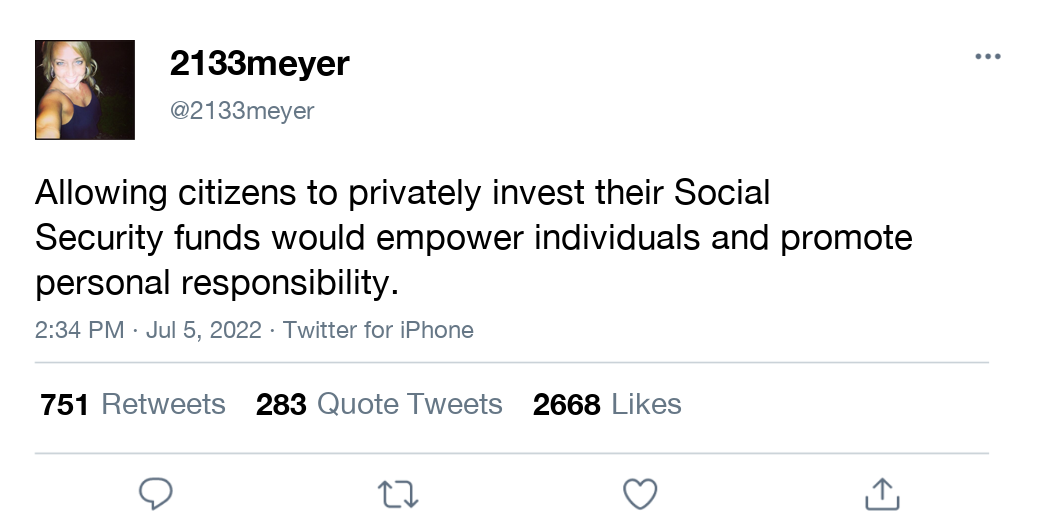 2133meyer
@2133meyer
Allowing citizens to privately invest their Social
Security funds would empower individuals and promote
personal responsibility.
2:34 PM · Jul 5, 2022 · Twitter for iPhone
751 Retweets 283 Quote Tweets 2668 Likes